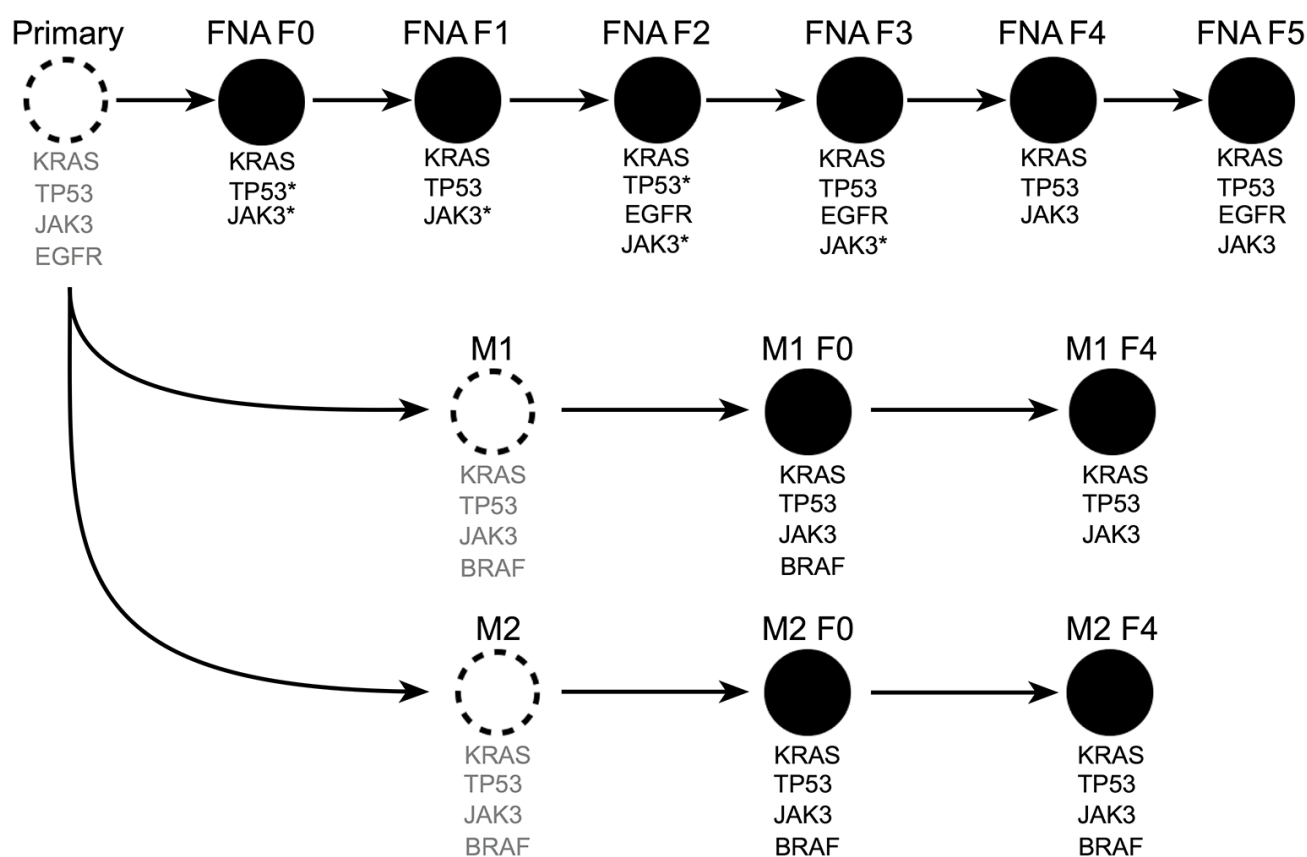 Primary FNA F0 FNA F1 FNA F2 FNA F3 FNA F4 FNA F5
KRAS KRAS KRAS KRAS KRAS KRAS KRAS
TP53 TP53* TP53 TP53* TP53 TP53 TP53
JAK3 JAK3* JAK3* EGFR EGFR JAK3 EGFR
EGFR JAK3* JAK3* JAK3
M1 M1 F0 M1 F4
KRAS KRAS KRAS
TP53 TP53 TP53
JAK3 JAK3 JAK3
BRAF BRAF
M2 M2 F0 M2 F4
KRAS KRAS KRAS
TP53 TP53 TP53
JAK3 JAK3 JAK3
BRAF BRAF BRAF